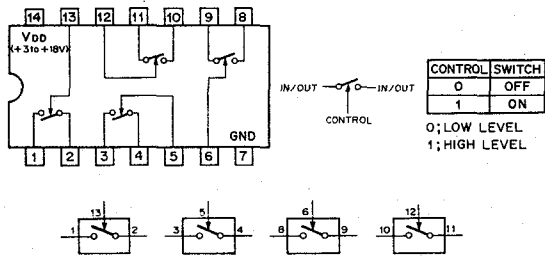 14 13 12 11 10 9 8
VDD
(+3to+18V)
GND
1 2 3 4 5 6 7
IN/OUT IN/OUT
CONTROL
CONTROL SWITCH
0 OFF
1 ON
0;LOW LEVEL
1;HIGH LEVEL
13 5 6 12
1 2 3 4 8 9 10 11